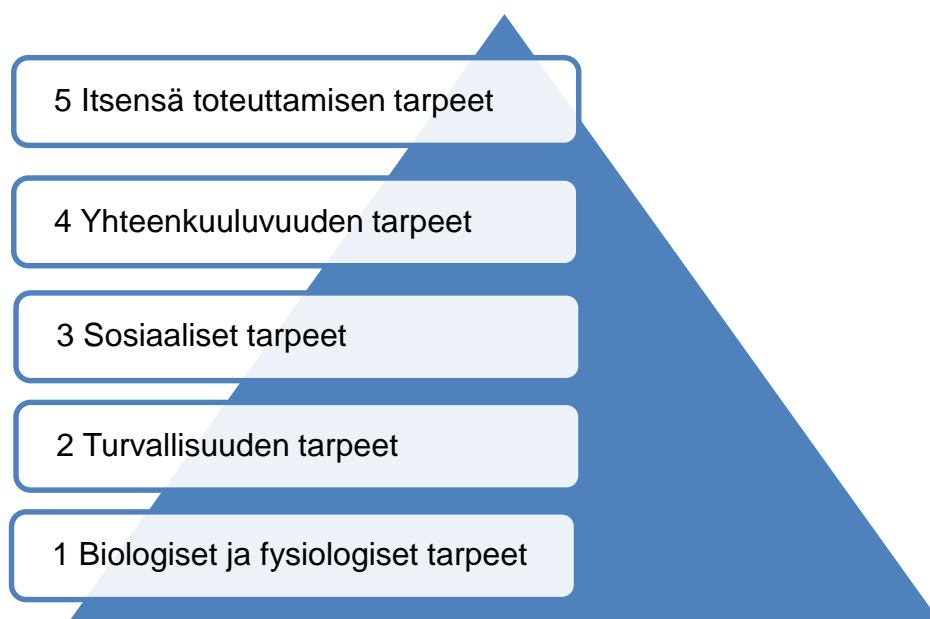 5 Itsensä toteuttamisen tarpeet
4 Yhteenkuuluvuuden tarpeet
3 Sosiaaliset tarpeet
2 Turvallisuuden tarpeet
1 Biologiset ja fysiologiset tarpeet